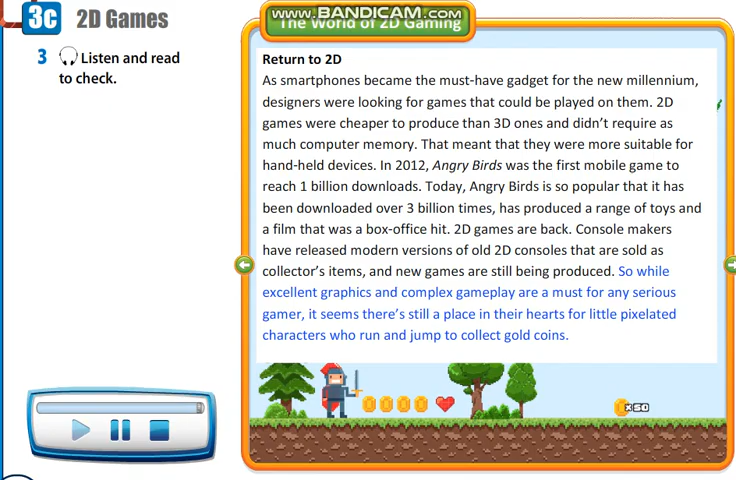 www.BANDICAM.com
3c 2D Games
The World of 2D Gaming
3 Listen and read
to check.
Return to 2D
As smartphones became the must-have gadget for the new millennium,
designers were looking for games that could be played on them. 2D
games were cheaper to produce than 3D ones and didn’t require as
much computer memory. That meant that they were more suitable for
hand-held devices. In 2012, Angry Birds was the first mobile game to
reach 1 billion downloads. Today, Angry Birds is so popular that it has
been downloaded over 3 billion times, has produced a range of toys and
a film that was a box-office hit. 2D games are back. Console makers
have released modern versions of old 2D consoles that are sold as
collector’s items, and new games are still being produced. So while
excellent graphics and complex gameplay are a must for any serious
gamer, it seems there’s still a place in their hearts for little pixelated
characters who run and jump to collect gold coins.
x50